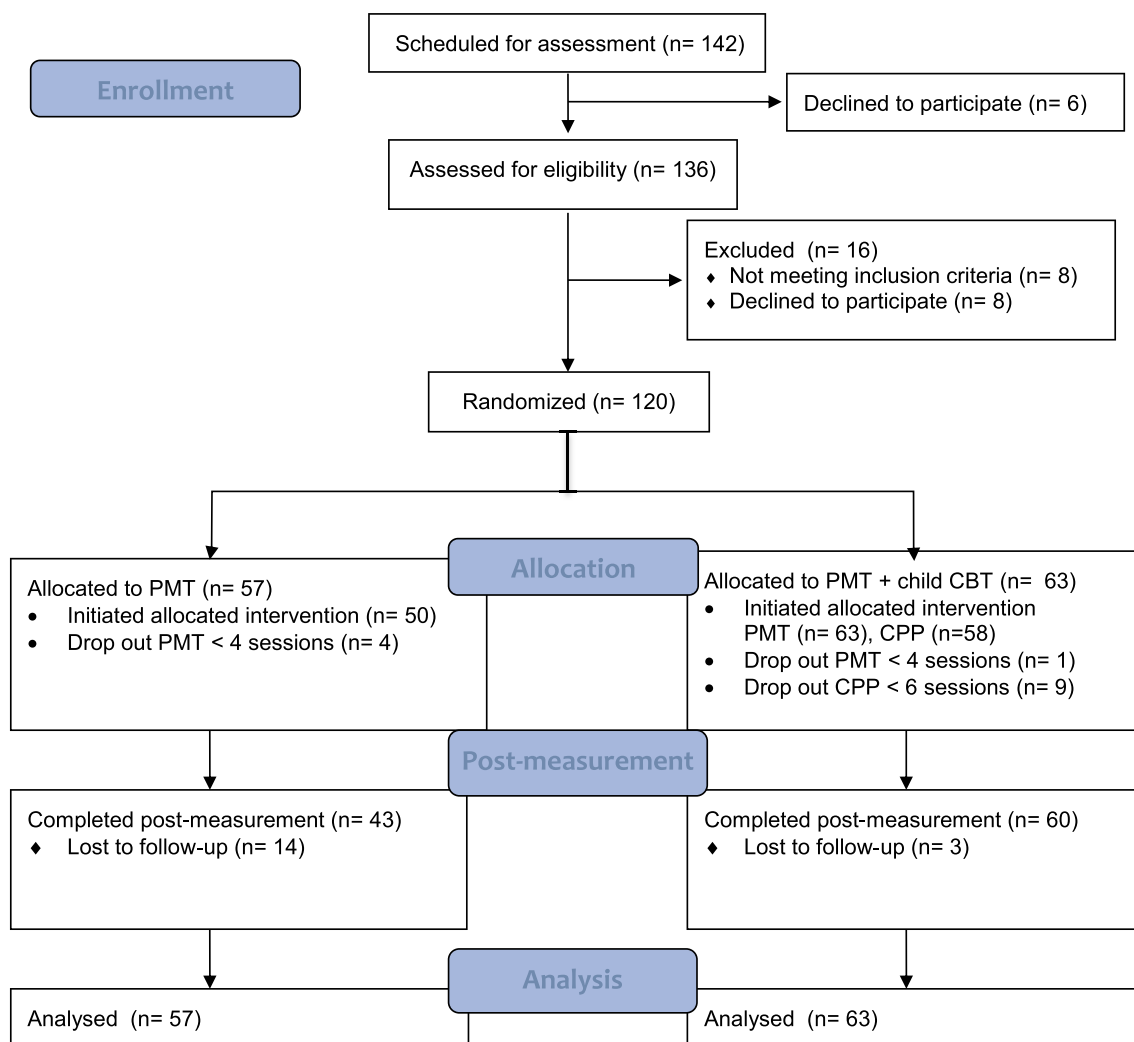 Scheduled for assessment (n= 142)
Enrollment
Declined to participate (n= 6)
Assessed for eligibility (n= 136)
Excluded  (n= 16)
♦ Not meeting inclusion criteria (n= 8)
♦ Declined to participate (n= 8)
Randomized (n= 120)
Allocation
Allocated to PMT (n= 57)
• Initiated allocated intervention (n= 50)
• Drop out PMT < 4 sessions (n= 4)
Allocated to PMT + child CBT (n=  63)
• Initiated allocated intervention
PMT (n= 63), CPP (n=58)
• Drop out PMT < 4 sessions (n= 1)
• Drop out CPP < 6 sessions (n= 9)
Post-measurement
Completed post-measurement (n= 43)
♦ Lost to follow-up (n= 14)
Completed post-measurement (n= 60)
♦ Lost to follow-up (n= 3)
Analysis
Analysed  (n= 57)
Analysed  (n= 63)